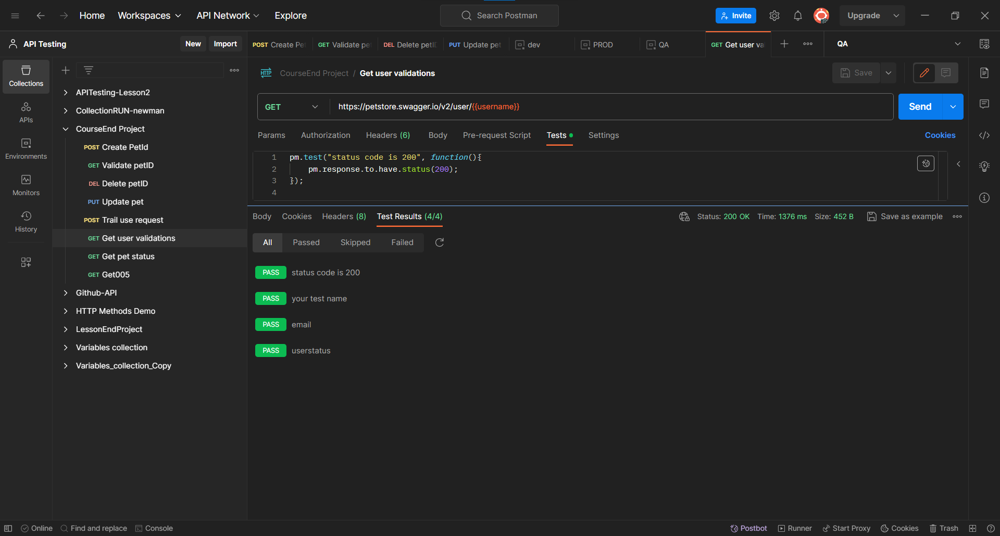 Home Workspaces API Network Explore Search Postman Invite Upgrade
API Testing New Import
POST Create Pet GET Validate pe DEL Delete petID PUT Update pet dev PROD QA GET Get user va QA
Collections
APIs
Environments
Monitors
History
APITesting-Lesson2
CollectionRUN-newman
CourseEnd Project
POST Create PetId
GET Validate petID
DEL Delete petID
PUT Update pet
POST Trail use request
GET Get user validations
GET Get pet status
GET Get005
Github-API
HTTP Methods Demo
LessonEndProject
Variables collection
Variables_collection_Copy
HTTP CourseEnd Project / Get user validations Save
GET https://petstore.swagger.io/v2/user/{{username}} Send
Params Authorization Headers (6) Body Pre-request Script Tests Settings Cookies
1 pm.test("status code is 200", function(){
2 pm.response.to.have.status(200);
3 });
4
Body Cookies Headers (8) Test Results (4/4) Status: 200 OK Time: 1376 ms Size: 452 B Save as example
All Passed Skipped Failed
PASS status code is 200
PASS your test name
PASS email
PASS userstatus
Online Find and replace Console Postbot Runner Start Proxy Cookies Trash